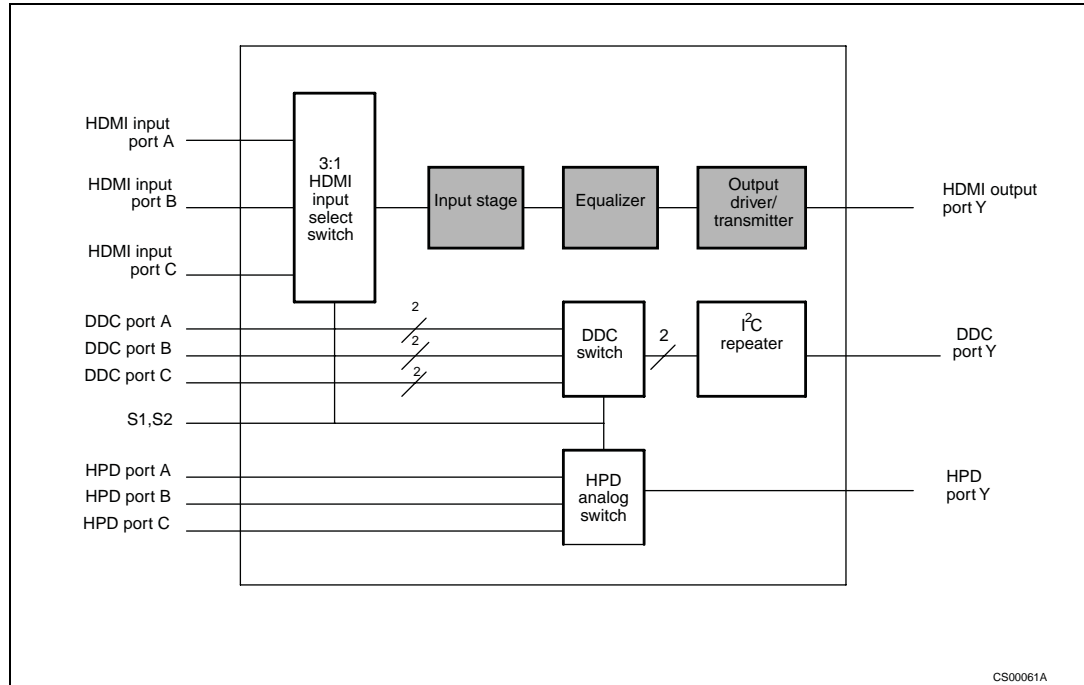 HDMI input
port A
HDMI input
port B
HDMI input
port C
3:1
HDMI
input
select
switch
Input stage
Equalizer
Output
driver/
transmitter
HDMI output
port Y
DDC port A
DDC port B
DDC port C
2
2
2
DDC
switch
2
I2C
repeater
DDC
port Y
S1,S2
HPD port A
HPD port B
HPD port C
HPD
analog
switch
HPD
port Y
CS00061A